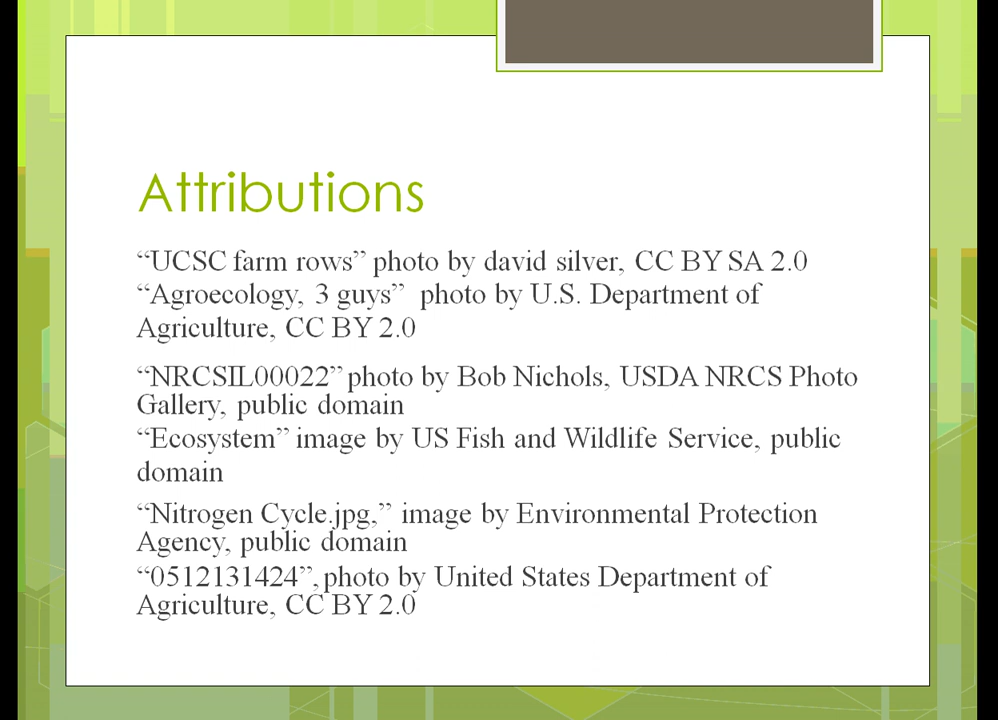 Attributions
“UCSC farm rows” photo by david silver, CC BY SA 2.0
“Agroecology, 3 guys”  photo by U.S. Department of
Agriculture, CC BY 2.0
“NRCSIL00022” photo by Bob Nichols, USDA NRCS Photo
Gallery, public domain
“Ecosystem” image by US Fish and Wildlife Service, public
domain
“Nitrogen Cycle.jpg,” image by Environmental Protection
Agency, public domain
“0512131424”, photo by United States Department of
Agriculture, CC BY 2.0